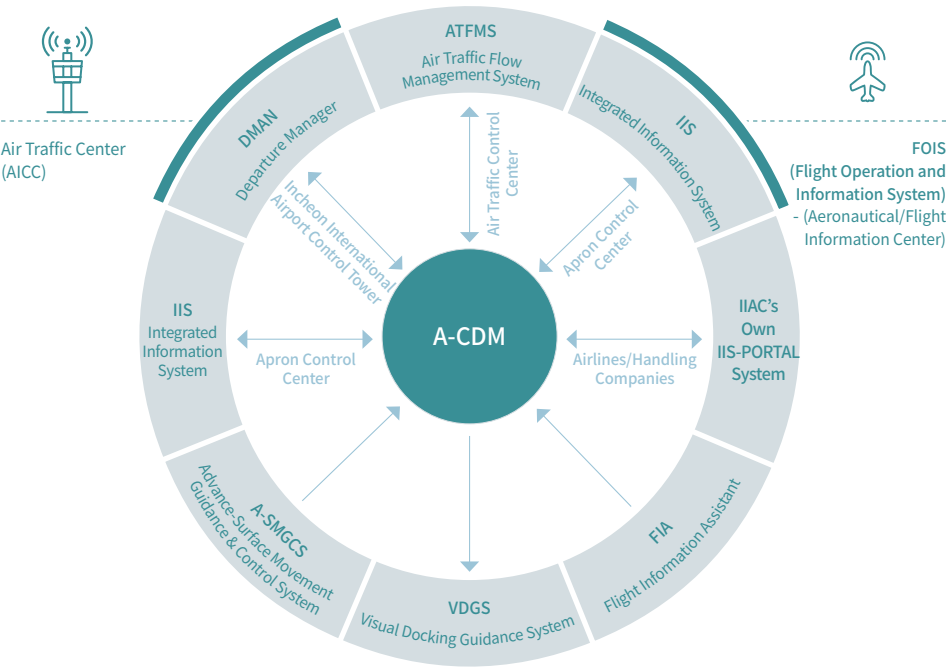 Air Traffic Center
(AICC)
FOIS
(Flight Operation and
Information System)
- (Aeronautical/Flight
Information Center)
ATFMS
Air Traffic Flow
Management System
IIS
Integrated Information System
IIAC's
Own
IIS-PORTAL
System
FIA
Flight Information Assistant
VDGS
Visual Docking Guidance System
A-SMGCS
Advance-Surface Movement
Guidance & Control System
IIS
Integrated
Information
System
DMAN
Departure Manager
Air Traffic Control
Center
Apron Control
Center
Airlines/Handling
Companies
Apron Control
Center
Incheon International
Airport Control Tower
A-CDM